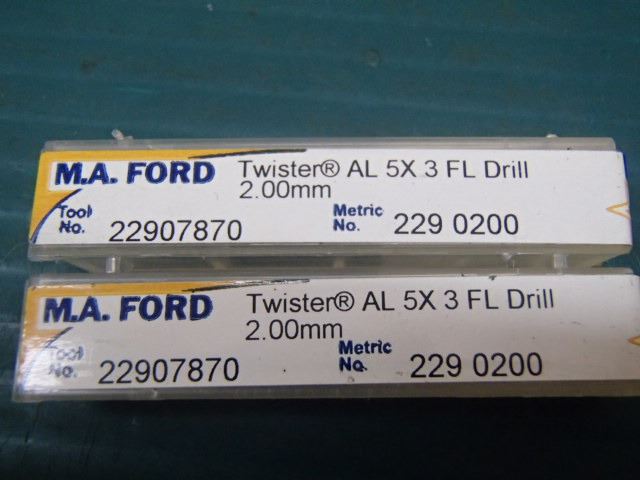 M.A. FORD Twister® AL 5X 3 FL Drill
2.00mm
Tool No. 22907870 Metric No. 229 0200
M.A. FORD Twister® AL 5X 3 FL Drill
2.00mm
Tool No. 22907870 Metric No. 229 0200